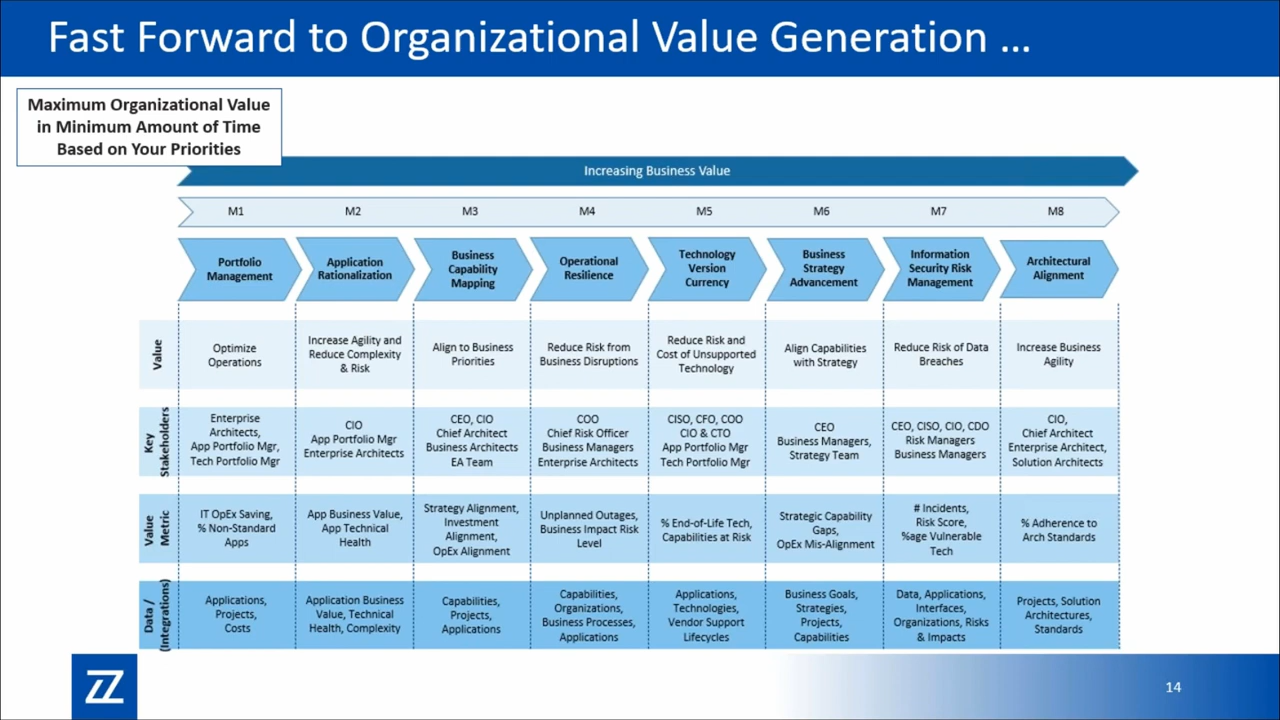 Fast Forward to Organizational Value Generation ...
Maximum Organizational Value
in Minimum Amount of Time
Based on Your Priorities
Increasing Business Value
M1
M2
M3
M4
M5
M6
M7
M8
Portfolio
Management
Application
Rationalization
Business
Capability
Mapping
Operational
Resilience
Technology
Version
Currency
Business
Strategy
Advancement
Information
Security Risk
Management
Architectural
Alignment
Value
Optimize
Operations
Increase Agility and
Reduce Complexity
& Risk
Align to Business
Priorities
Reduce Risk from
Business Disruptions
Reduce Risk and
Cost of Unsupported
Technology
Align Capabilities
with Strategy
Reduce Risk of Data
Breaches
Increase Business
Agility
Key
Stakeholders
Enterprise
Architects,
App Portfolio Mgr,
Tech Portfolio Mgr
CIO
App Portfolio Mgr
Enterprise Architects
CEO, CIO
Chief Architect
Business Architects
EA Team
COO
Chief Risk Officer
Business Managers
Enterprise Architects
CISO, CFO, COO
CIO & CTO
App Portfolio Mgr
Tech Portfolio Mgr
CEO
Business Managers,
Strategy Team
CEO, CISO, CIO, CDO
Risk Managers
Business Managers
CIO,
Chief Architect
Enterprise Architect,
Solution Architects
Value
Metric
IT OpEx Saving,
% Non-Standard
Apps
App Business Value,
App Technical
Health
Strategy Alignment,
Investment
Alignment,
OpEx Alignment
Unplanned Outages,
Business Impact Risk
Level
% End-of-Life Tech,
Capabilities at Risk
Strategic Capability
Gaps,
OpEx Mis-Alignment
# Incidents,
Risk Score,
%age Vulnerable
Tech
% Adherence to
Arch Standards
Data /
(Integrations)
Applications,
Projects,
Costs
Application Business
Value, Technical
Health, Complexity
Capabilities,
Projects,
Applications
Capabilities,
Organizations,
Business Processes,
Applications
Applications,
Technologies,
Vendor Support
Lifecycles
Business Goals,
Strategies,
Projects,
Capabilities
Data, Applications,
Interfaces,
Organizations, Risks
& Impacts
Projects, Solution
Architectures,
Standards
14